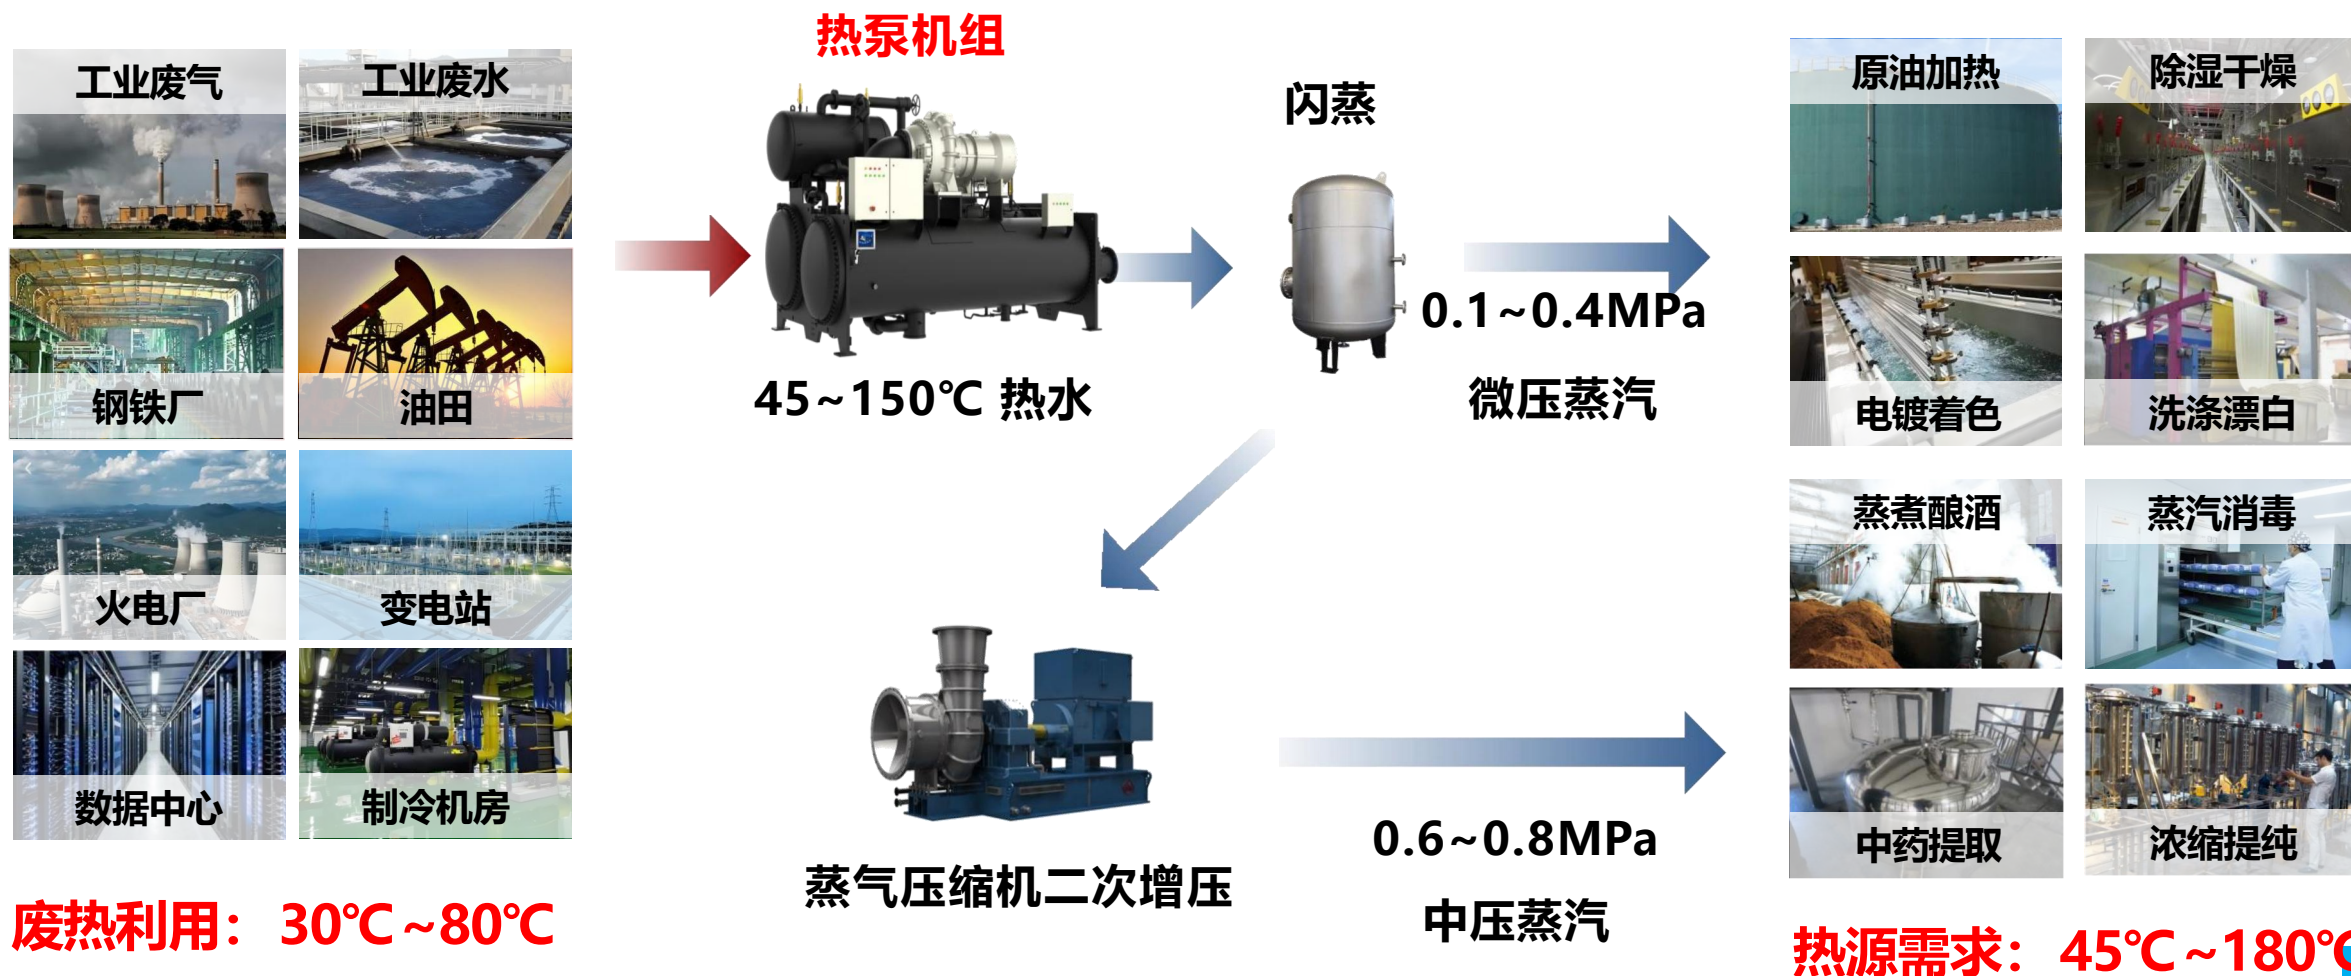 热泵机组
工业废气
工业废水
钢铁厂
油田
火电厂
变电站
数据中心
制冷机房
废热利用：30℃~80℃
45~150℃ 热水
闪蒸
0.1~0.4MPa
微压蒸汽
蒸气压缩机二次增压
0.6~0.8MPa
中压蒸汽
原油加热
除湿干燥
电镀着色
洗涤漂白
蒸煮酿酒
蒸汽消毒
中药提取
浓缩提纯
热源需求：45℃~180℃